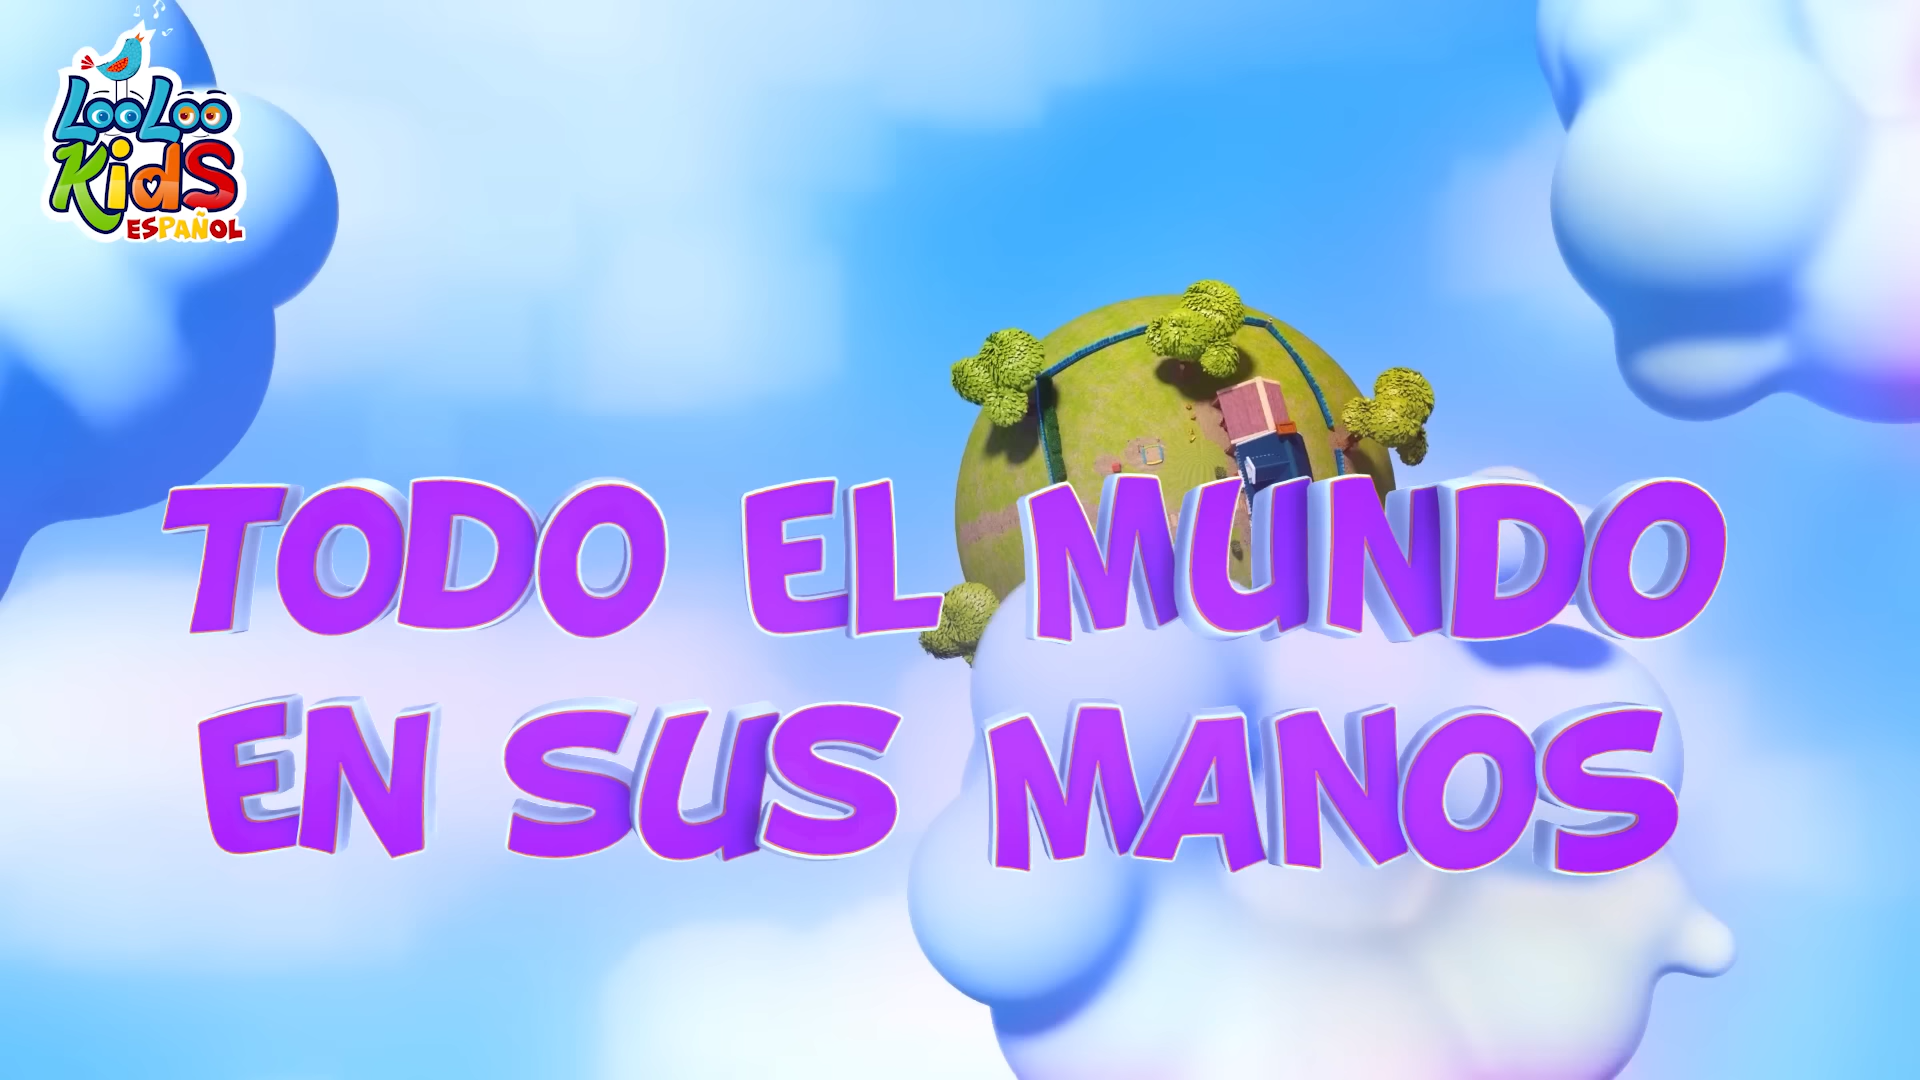 LooLoo
KidS
ESPAÑOL
TODO EL MUNDO
EN SUS MANOS